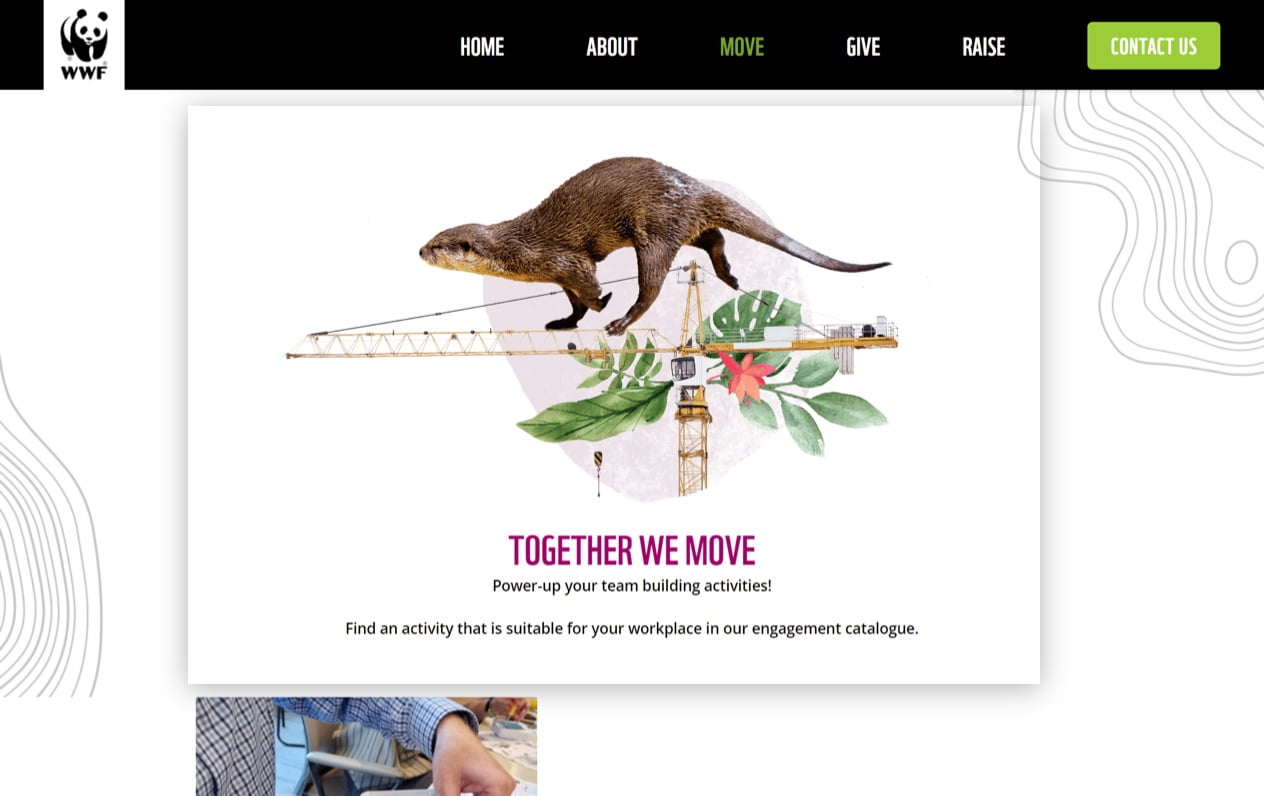 WWF
HOME
ABOUT
MOVE
GIVE
RAISE
CONTACT US
TOGETHER WE MOVE
Power-up your team building activities!
Find an activity that is suitable for your workplace in our engagement catalogue.